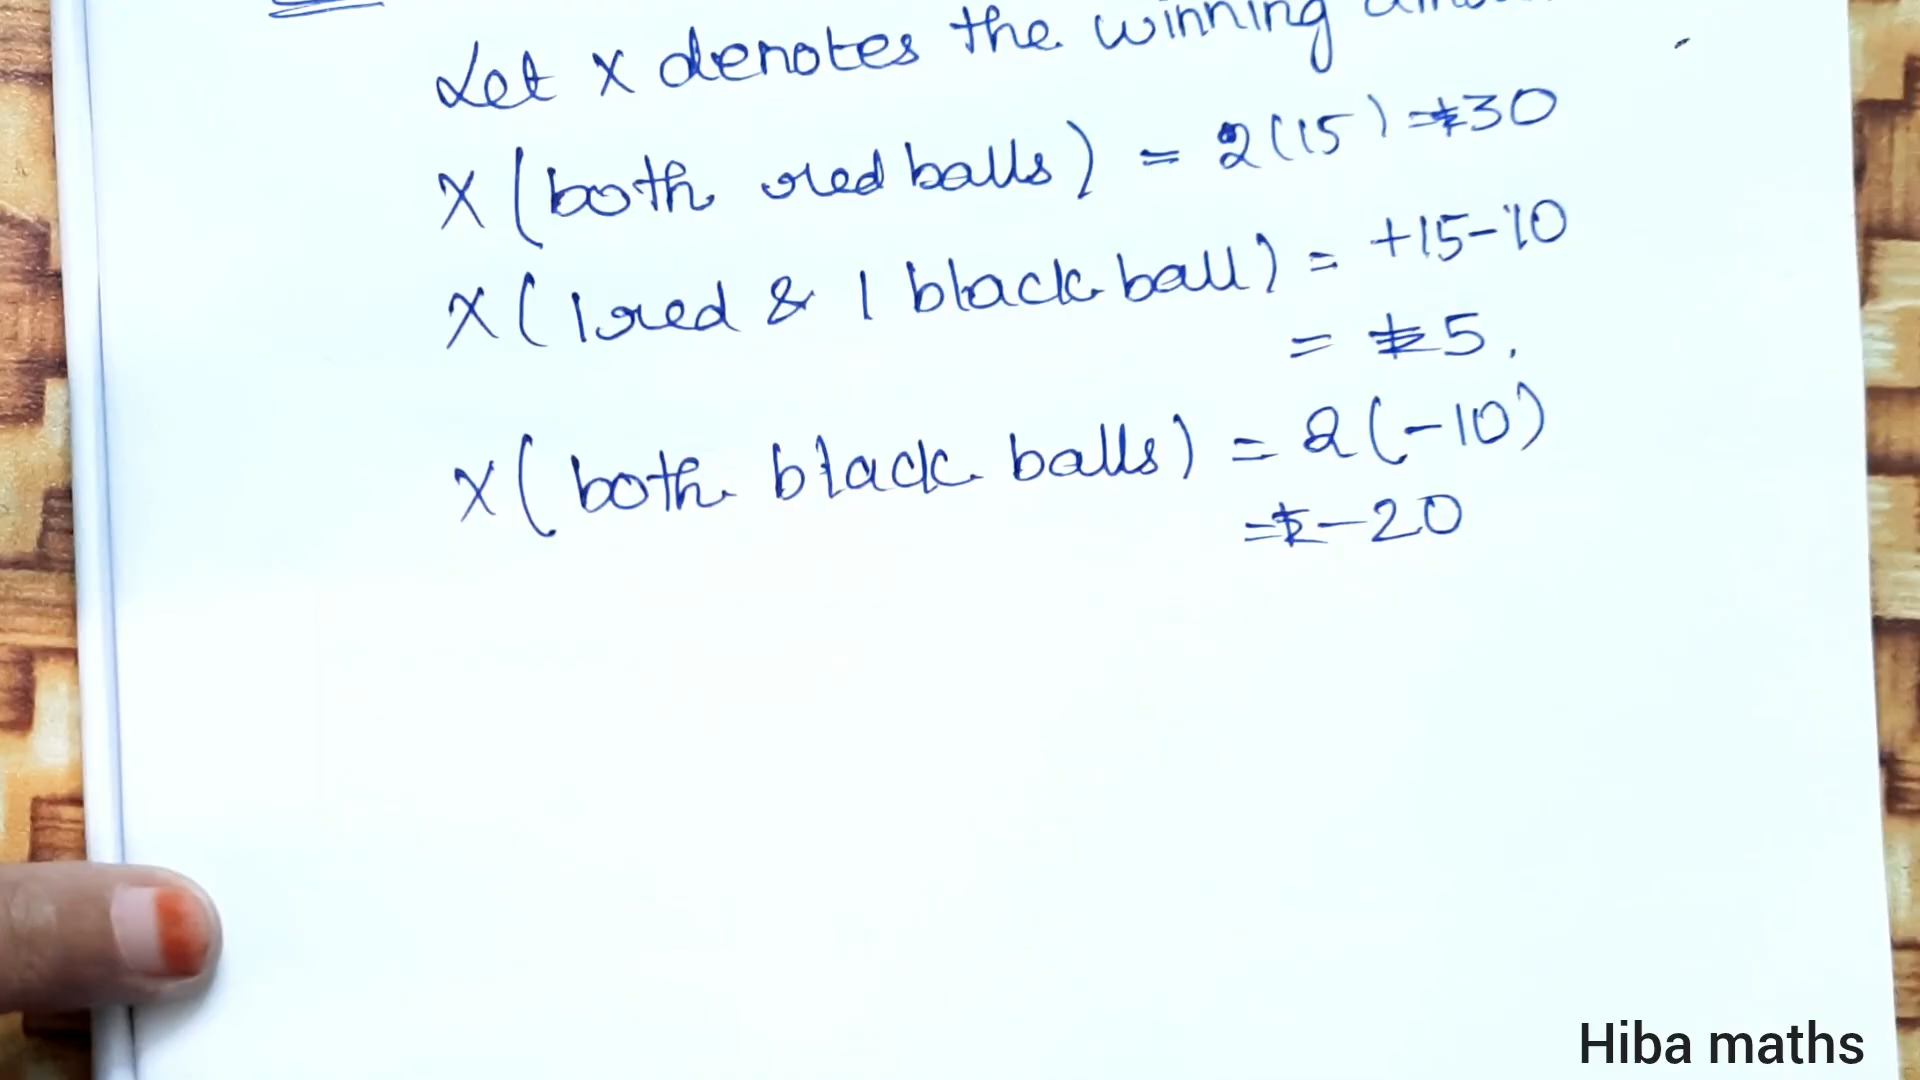 Let X denotes the winning
X (both red balls) = 2(15) = ₹30
X (1 red & 1 black ball) = +15-10
= ₹5.
X (both black balls) = 2(-10)
= ₹-20
Hiba maths